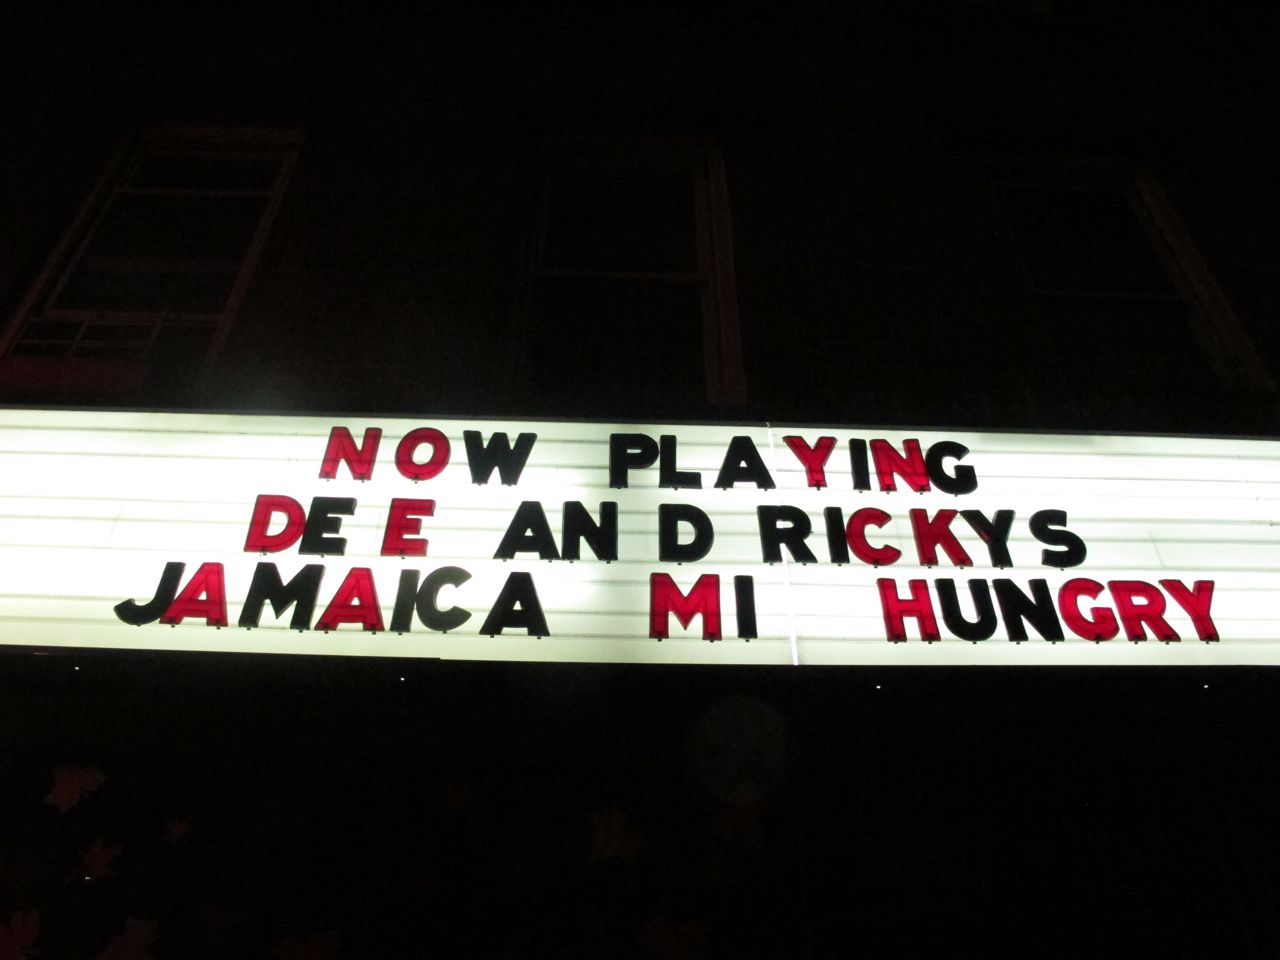 NOW PLAYING
DEE AND RICKYS
JAMAICA MI HUNGRY